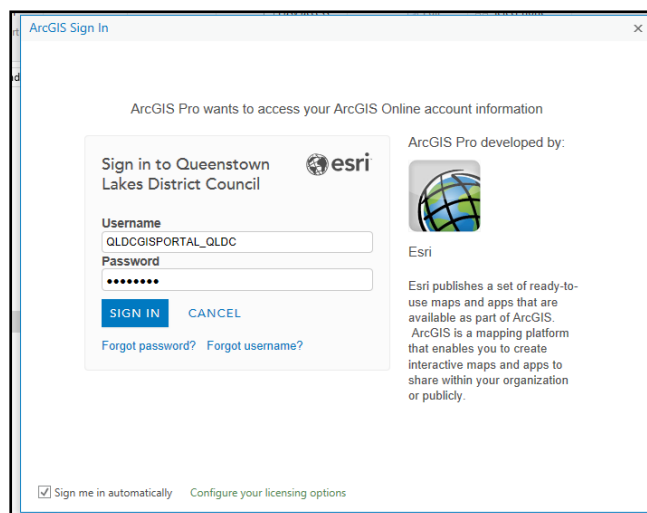 ArcGIS Sign In
ArcGIS Pro wants to access your ArcGIS Online account information
Sign in to Queenstown
Lakes District Council
esri
Username
QLDCGISPORTAL_QLDC
Password
••••••••
SIGN IN CANCEL
Forgot password? Forgot username?
ArcGIS Pro developed by:
Esri
Esri publishes a set of ready-to-
use maps and apps that are
available as part of ArcGIS.
ArcGIS is a mapping platform
that enables you to create
interactive maps and apps to
share within your organization
or publicly.
Sign me in automatically Configure your licensing options